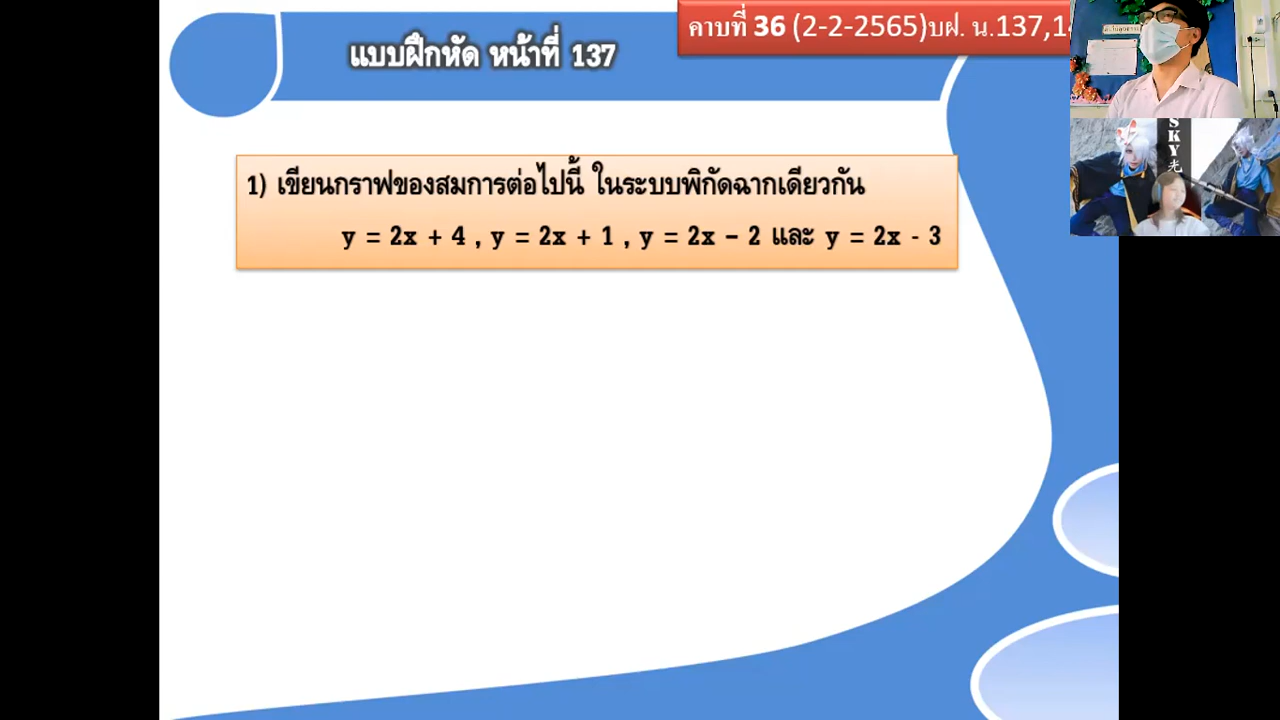 คาบที่ 36 (2-2-2565)บฝ. น.137,1
แบบฝึกหัด หน้าที่ 137
1) เขียนกราฟของสมการต่อไปนี้ ในระบบพิกัดฉากเดียวกัน
y = 2x + 4 , y = 2x + 1 , y = 2x – 2 และ y = 2x - 3
SKY光